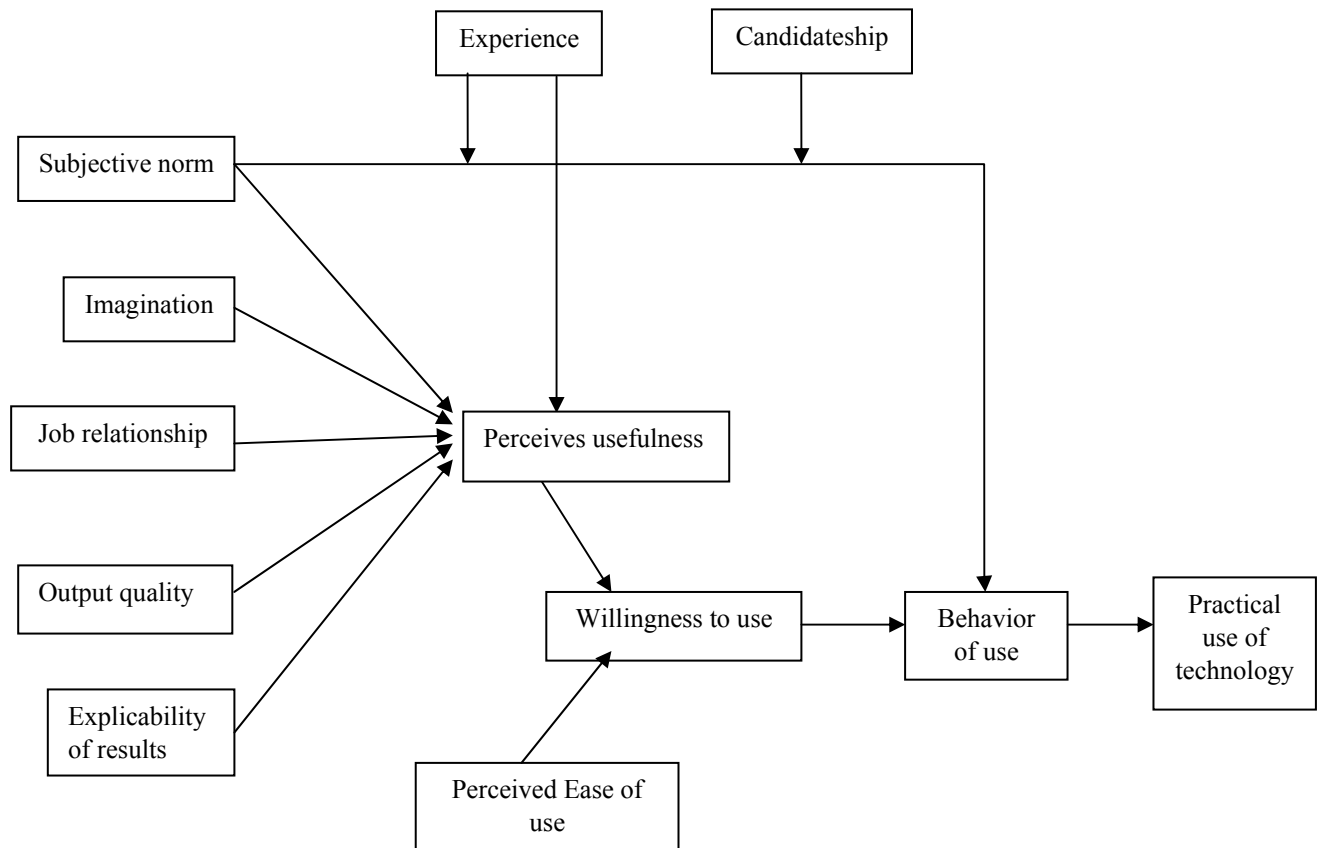 Experience
Candidateship
Subjective norm
Imagination
Job relationship
Perceives usefulness
Output quality
Willingness to use
Behavior
of use
Practical
use of
technology
Explicability
of results
Perceived Ease of
use